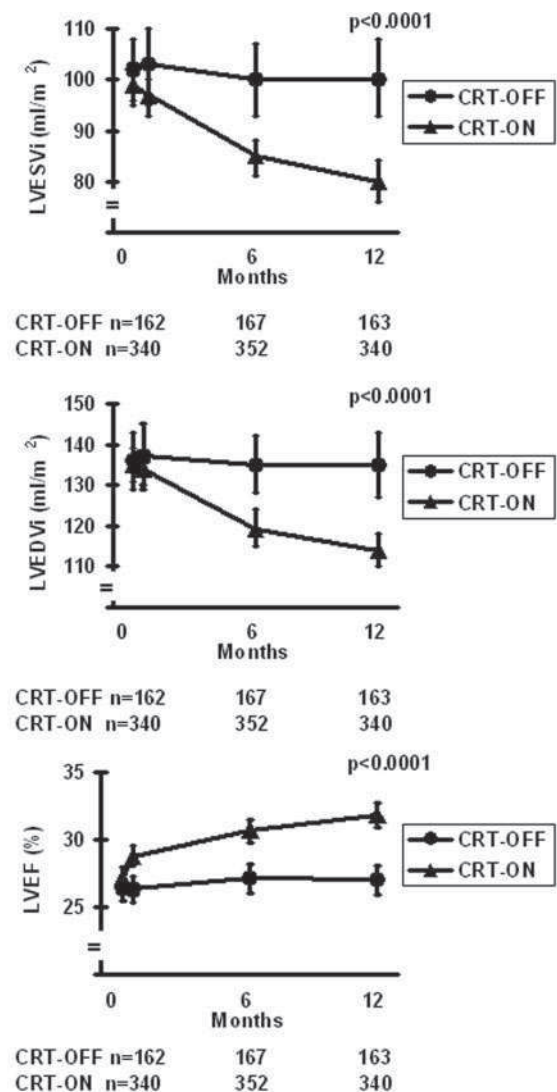 p<0.0001
110
100
90
80
=
LVESVi (ml/m ²)
CRT-OFF
CRT-ON
0 6 12
Months
CRT-OFF n=162 167 163
CRT-ON n=340 352 340
p<0.0001
150
140
130
120
110
=
LVEDVi (ml/m ²)
CRT-OFF
CRT-ON
0 6 12
Months
CRT-OFF n=162 167 163
CRT-ON n=340 352 340
p<0.0001
35
30
25
=
LVEF (%)
CRT-OFF
CRT-ON
0 6 12
Months
CRT-OFF n=162 167 163
CRT-ON n=340 352 340